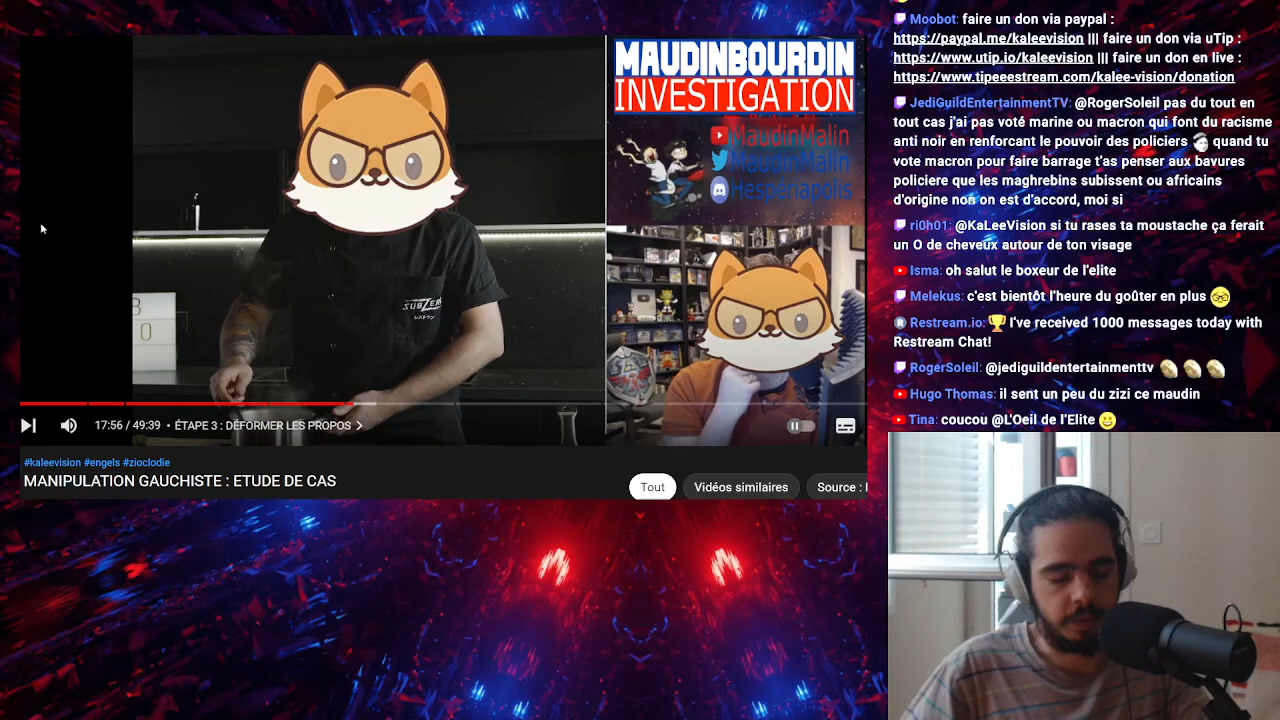 MAUDINBOURDIN
INVESTIGATION
MaudinMalin
MaudinMalin
Hespériapolis
SUBZERO
17:56 / 49:39 • ÉTAPE 3 : DÉFORMER LES PROPOS
#kaleevision #engels #zioclodie
MANIPULATION GAUCHISTE : ETUDE DE CAS
Tout
Vidéos similaires
Source :
Moobot: faire un don via paypal :
https://paypal.me/kaleevision ||| faire un don via uTip :
https://www.utip.io/kaleevision ||| faire un don en live :
https://www.tipeeestream.com/kalee-vision/donation
JediGuildEntertainmentTV: @RogerSoleil pas du tout en
tout cas j'ai pas voté marine ou macron qui font du racisme
anti noir en renforçant le pouvoir des policiers quand tu
vote macron pour faire barrage t'as penser aux bavures
policiere que les maghrebins subissent ou africains
d'origine non on est d'accord, moi si
ri0h01: @KaLeeVision si tu rases ta moustache ça ferait
un O de cheveux autour de ton visage
Isma: oh salut le boxeur de l'elite
Melekus: c'est bientôt l'heure du goûter en plus
Restream.io: I've received 1000 messages today with
Restream Chat!
RogerSoleil: @jediguildentertainmenttv
Hugo Thomas: il sent un peu du zizi ce maudin
Tina: coucou @L'Oeil de l'Elite